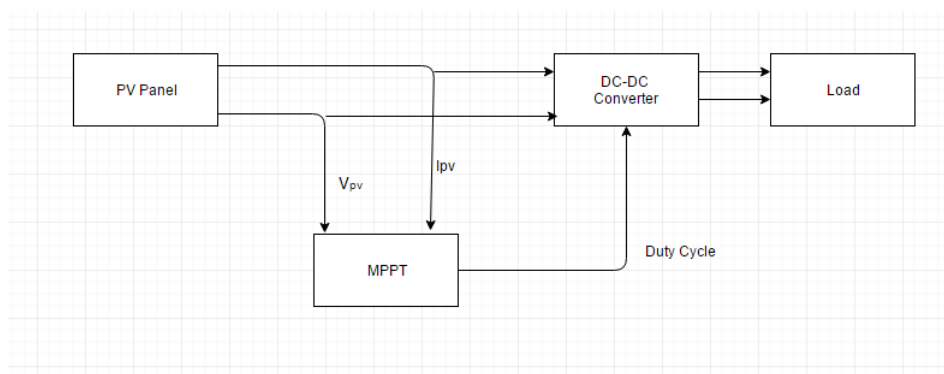 PV Panel
DC-DC
Converter
Load
Ipv
Vpv
Duty Cycle
MPPT